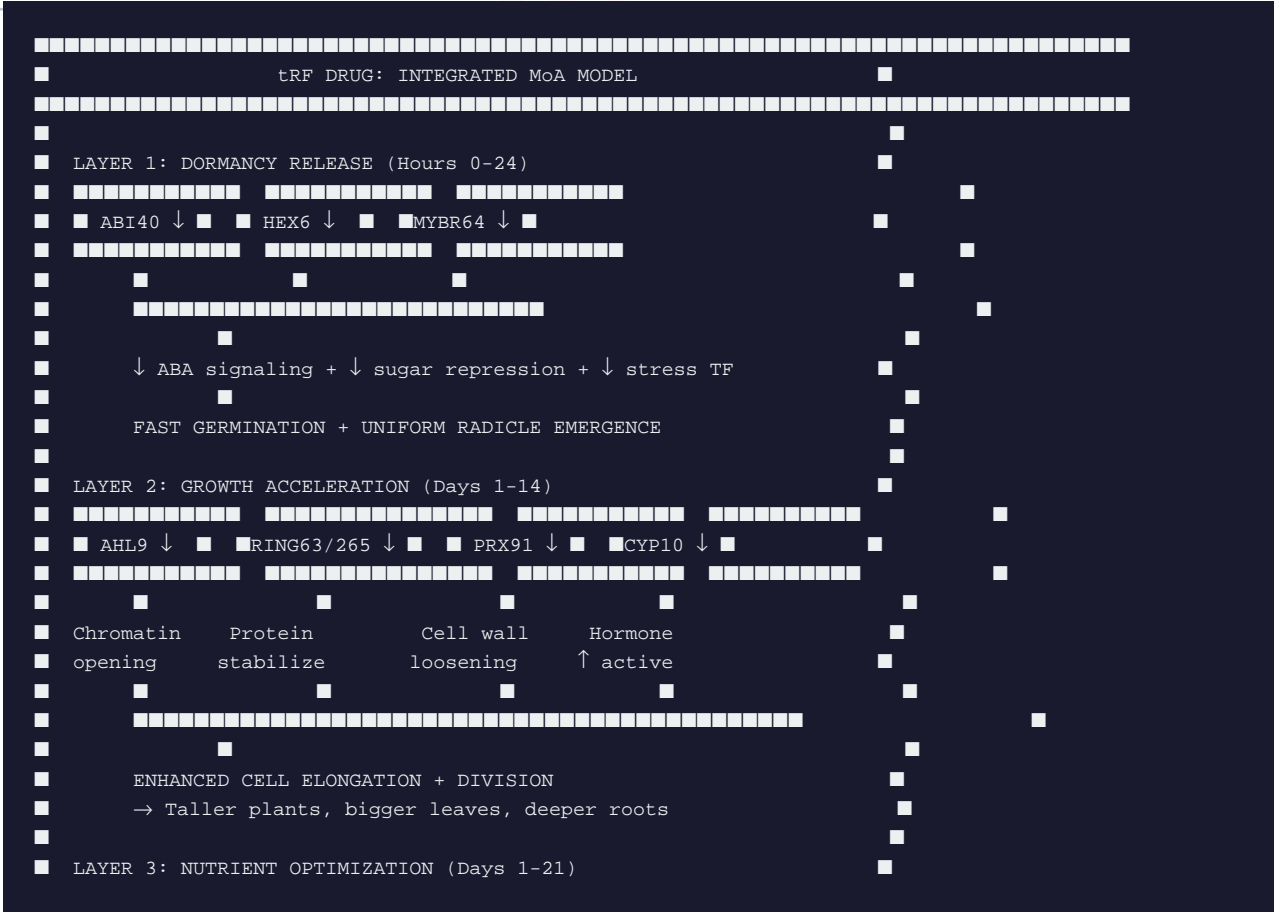 tRF DRUG: INTEGRATED MoA MODEL
LAYER 1: DORMANCY RELEASE (Hours 0-24)
ABI40 ↓ HEX6 ↓ MYBR64 ↓
↓ ABA signaling + ↓ sugar repression + ↓ stress TF
FAST GERMINATION + UNIFORM RADICLE EMERGENCE
LAYER 2: GROWTH ACCELERATION (Days 1-14)
AHL9 ↓ RING63/265 ↓ PRX91 ↓ CYP10 ↓
Chromatin Protein Cell wall Hormone
opening stabilize loosening ↑ active
ENHANCED CELL ELONGATION + DIVISION
→ Taller plants, bigger leaves, deeper roots
LAYER 3: NUTRIENT OPTIMIZATION (Days 1-21)